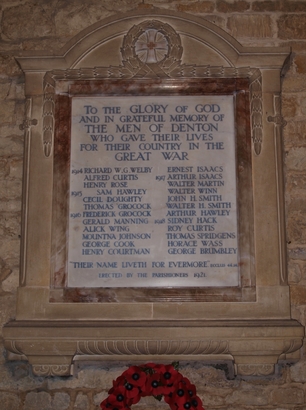 TO THE GLORY OF GOD
AND IN GRATEFUL MEMORY OF
THE MEN OF DENTON
WHO GAVE THEIR LIVES
FOR THEIR COUNTRY IN THE
GREAT WAR
1914 RICHARD W.G. WELBY
ALFRED CURTIS
HENRY ROSE
1915 SAM HAWLEY
CECIL DOUGHTY
THOMAS GROCOCK
1916 FREDERICK GROCOCK
GERALD MANNING
ALICK WING
MOUNTNA JOHNSON
GEORGE COOK
HENRY COURTMAN
ERNEST ISAACS
1917 ARTHUR ISAACS
WALTER MARTIN
WALTER WINN
JOHN H. SMITH
WALTER H. SMITH
ARTHUR HAWLEY
1918 SIDNEY HACK
ROY CURTIS
THOMAS SPRIDGENS
HORACE WASS
GEORGE BRUMBLEY
"THEIR NAME LIVETH FOR EVERMORE"
ERECTED BY THE PARISHIONERS 1921